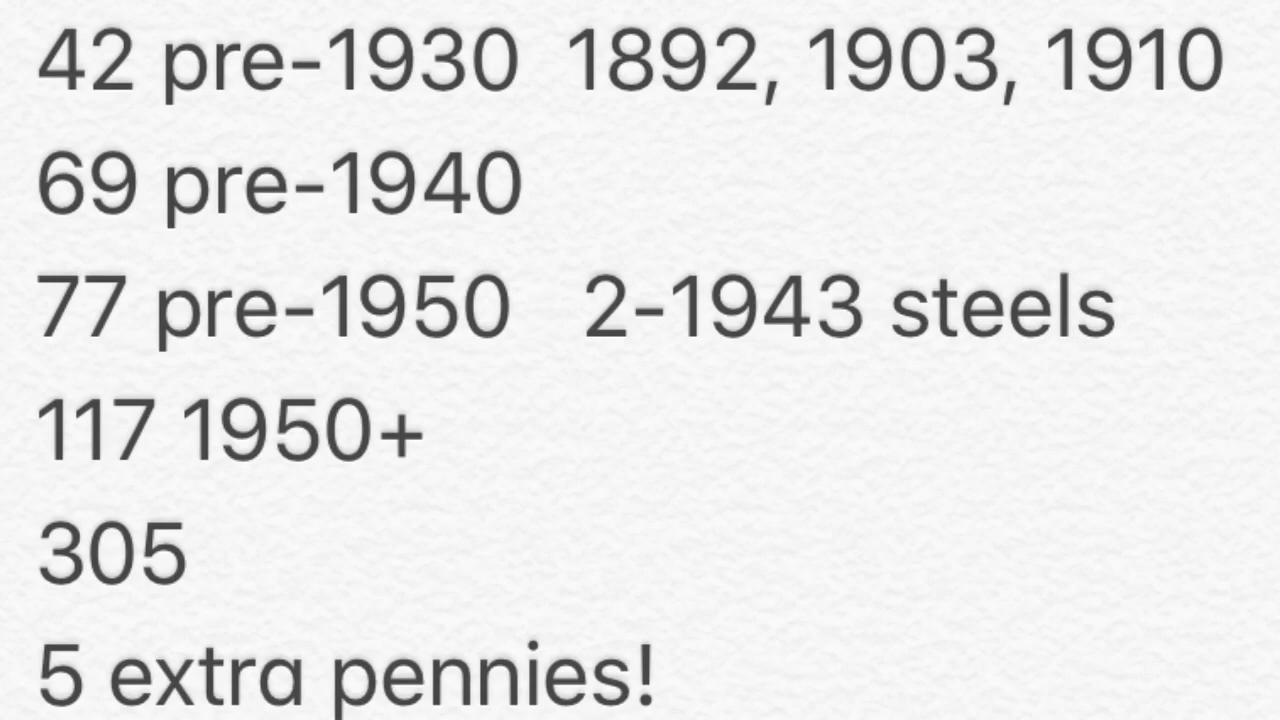 42 pre-1930  1892, 1903, 1910
69 pre-1940
77 pre-1950   2-1943 steels
117 1950+
305
5 extra pennies!